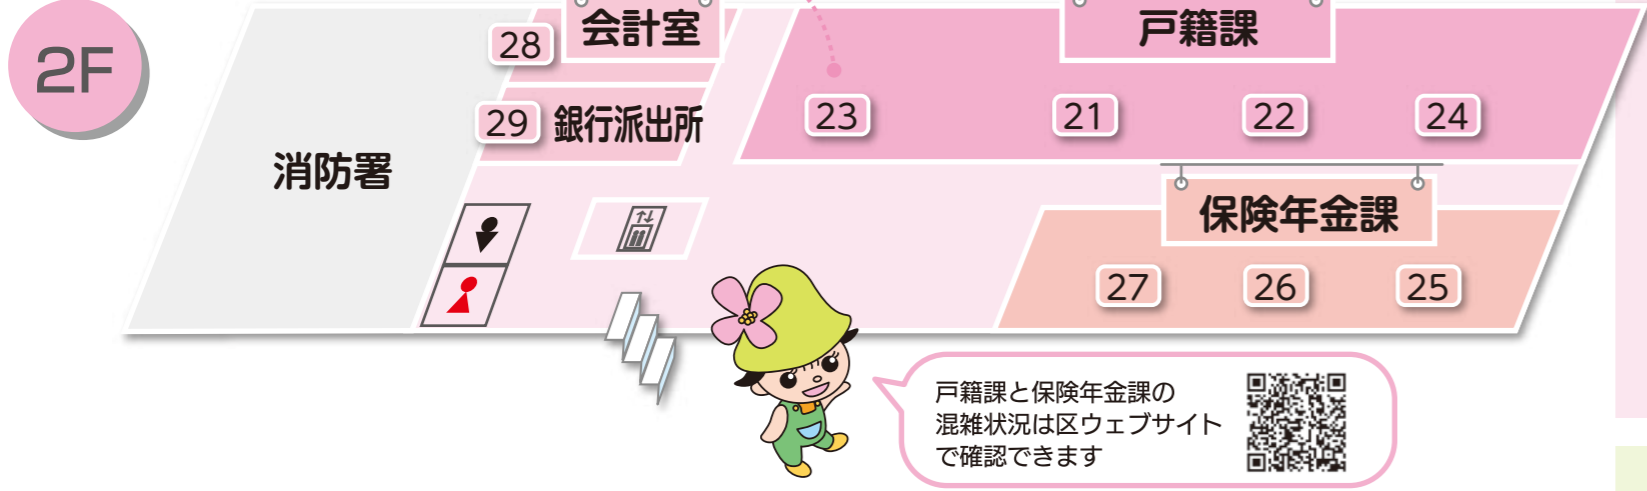 2F
28
会計室
29
銀行派出所
消防署
戸籍課
23
21
22
24
保険年金課
27
26
25
戸籍課と保険年金課の
混雑状況は区ウェブサイト
で確認できます